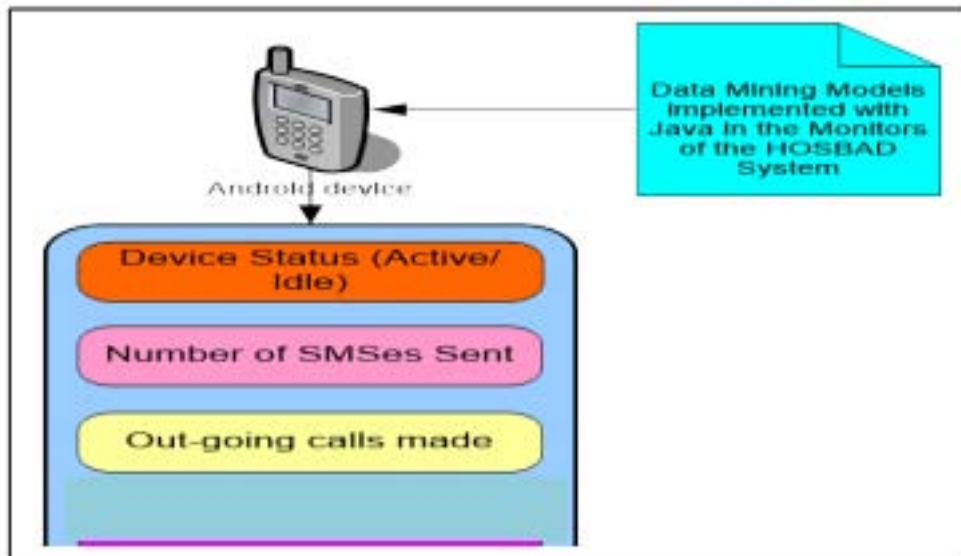 Data Mining Models
implemented with
Java in the Monitors
of the HOSBAD
System
Android device
Device Status (Active/
Idle)
Number of SMSes Sent
Out-going calls made